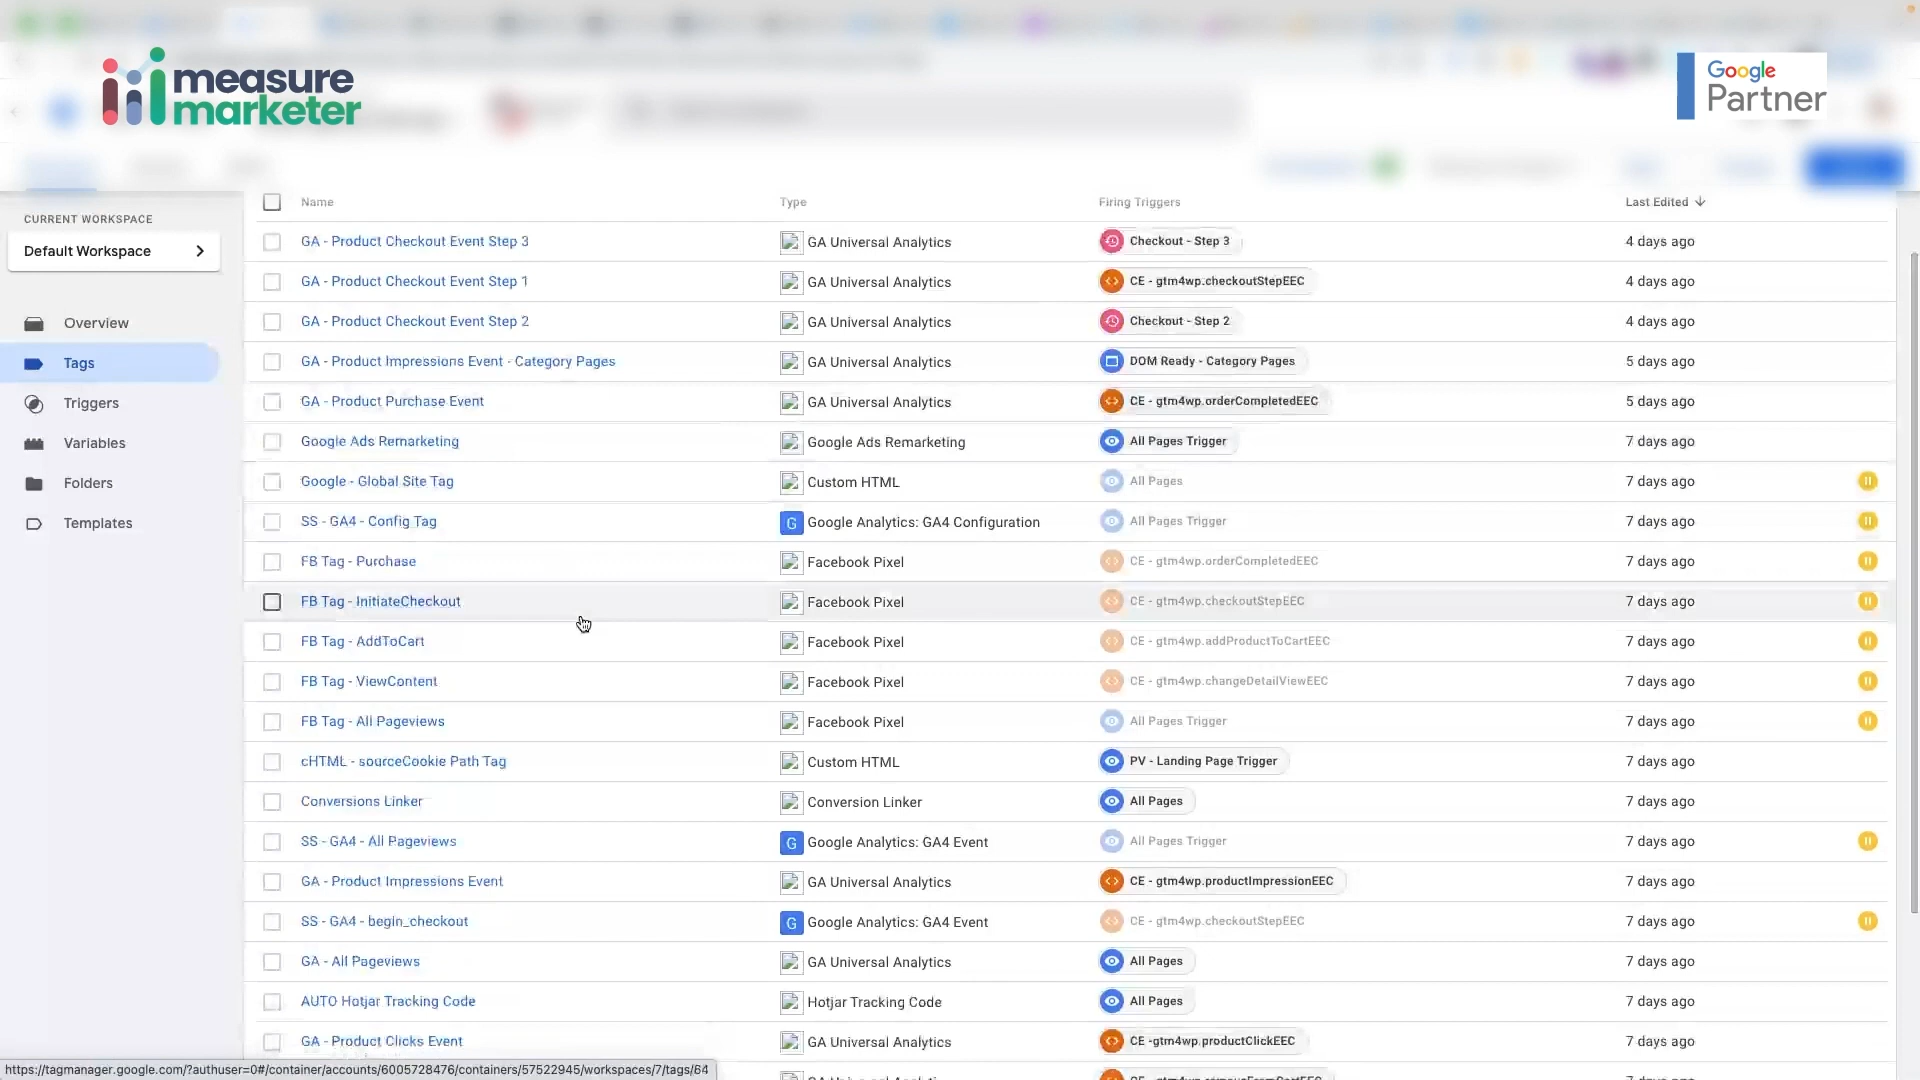 measure
marketer
Google
Partner
CURRENT WORKSPACE
Default Workspace
Overview
Tags
Triggers
Variables
Folders
Templates
Name Type Firing Triggers Last Edited
GA - Product Checkout Event Step 3 GA Universal Analytics Checkout - Step 3 4 days ago
GA - Product Checkout Event Step 1 GA Universal Analytics CE - gtm4wp.checkoutStepEEC 4 days ago
GA - Product Checkout Event Step 2 GA Universal Analytics Checkout - Step 2 4 days ago
GA - Product Impressions Event - Category Pages GA Universal Analytics DOM Ready - Category Pages 5 days ago
GA - Product Purchase Event GA Universal Analytics CE - gtm4wp.orderCompletedEEC 5 days ago
Google Ads Remarketing Google Ads Remarketing All Pages Trigger 7 days ago
Google - Global Site Tag Custom HTML All Pages 7 days ago
SS - GA4 - Config Tag G Google Analytics: GA4 Configuration All Pages Trigger 7 days ago
FB Tag - Purchase Facebook Pixel CE - gtm4wp.orderCompletedEEC 7 days ago
FB Tag - InitiateCheckout Facebook Pixel CE - gtm4wp.checkoutStepEEC 7 days ago
FB Tag - AddToCart Facebook Pixel CE - gtm4wp.addProductToCartEEC 7 days ago
FB Tag - ViewContent Facebook Pixel CE - gtm4wp.changeDetailViewEEC 7 days ago
FB Tag - All Pageviews Facebook Pixel All Pages Trigger 7 days ago
cHTML - sourceCookie Path Tag Custom HTML PV - Landing Page Trigger 7 days ago
Conversions Linker Conversion Linker All Pages 7 days ago
SS - GA4 - All Pageviews G Google Analytics: GA4 Event All Pages Trigger 7 days ago
GA - Product Impressions Event GA Universal Analytics CE - gtm4wp.productImpressionEEC 7 days ago
SS - GA4 - begin_checkout G Google Analytics: GA4 Event CE - gtm4wp.checkoutStepEEC 7 days ago
GA - All Pageviews GA Universal Analytics All Pages 7 days ago
AUTO Hotjar Tracking Code Hotjar Tracking Code All Pages 7 days ago
GA - Product Clicks Event GA Universal Analytics CE -gtm4wp.productClickEEC 7 days ago
https://tagmanager.google.com/?authuser=0#/container/accounts/6005728476/containers/57522945/workspaces/7/tags/64